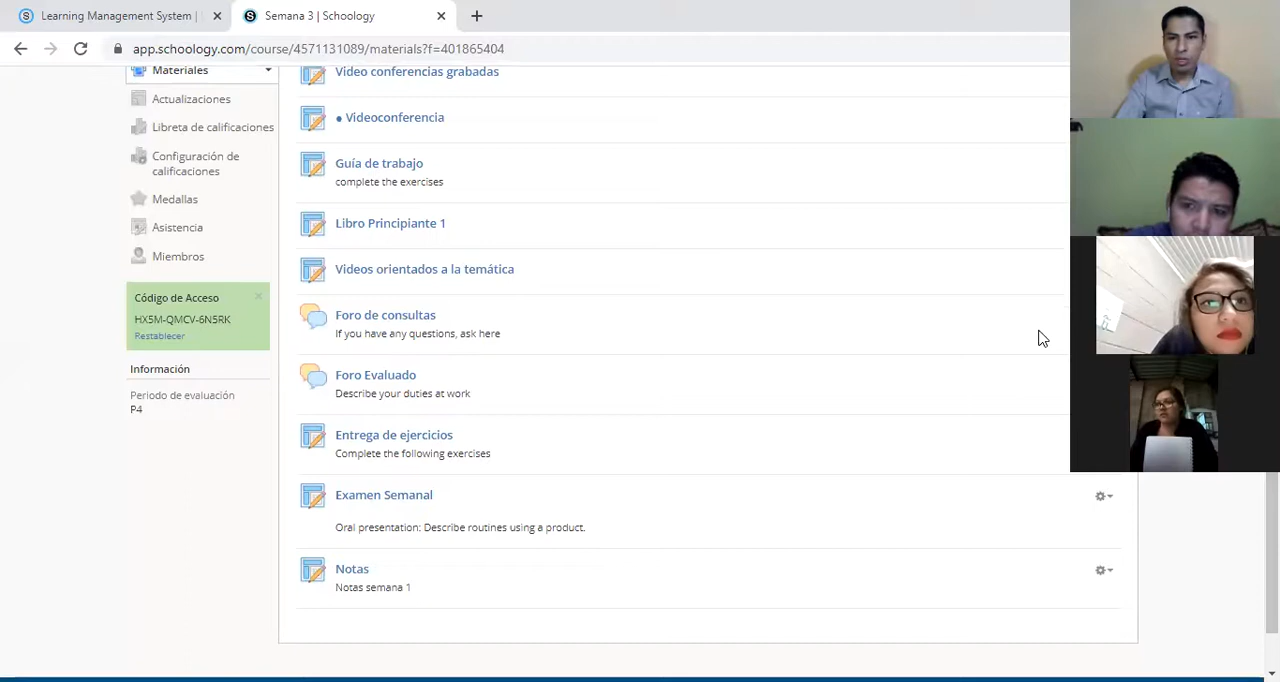 Learning Management System |
Semana 3 | Schoology
app.schoology.com/course/4571131089/materials?f=401865404
Materiales
Actualizaciones
Libreta de calificaciones
Configuración de
calificaciones
Medallas
Asistencia
Miembros
Código de Acceso
HX5M-QMCV-6N5RK
Restablecer
Información
Periodo de evaluación
P4
Video conferencias grabadas
• Videoconferencia
Guía de trabajo
complete the exercises
Libro Principiante 1
Videos orientados a la temática
Foro de consultas
If you have any questions, ask here
Foro Evaluado
Describe your duties at work
Entrega de ejercicios
Complete the following exercises
Examen Semanal
Oral presentation: Describe routines using a product.
Notas
Notas semana 1